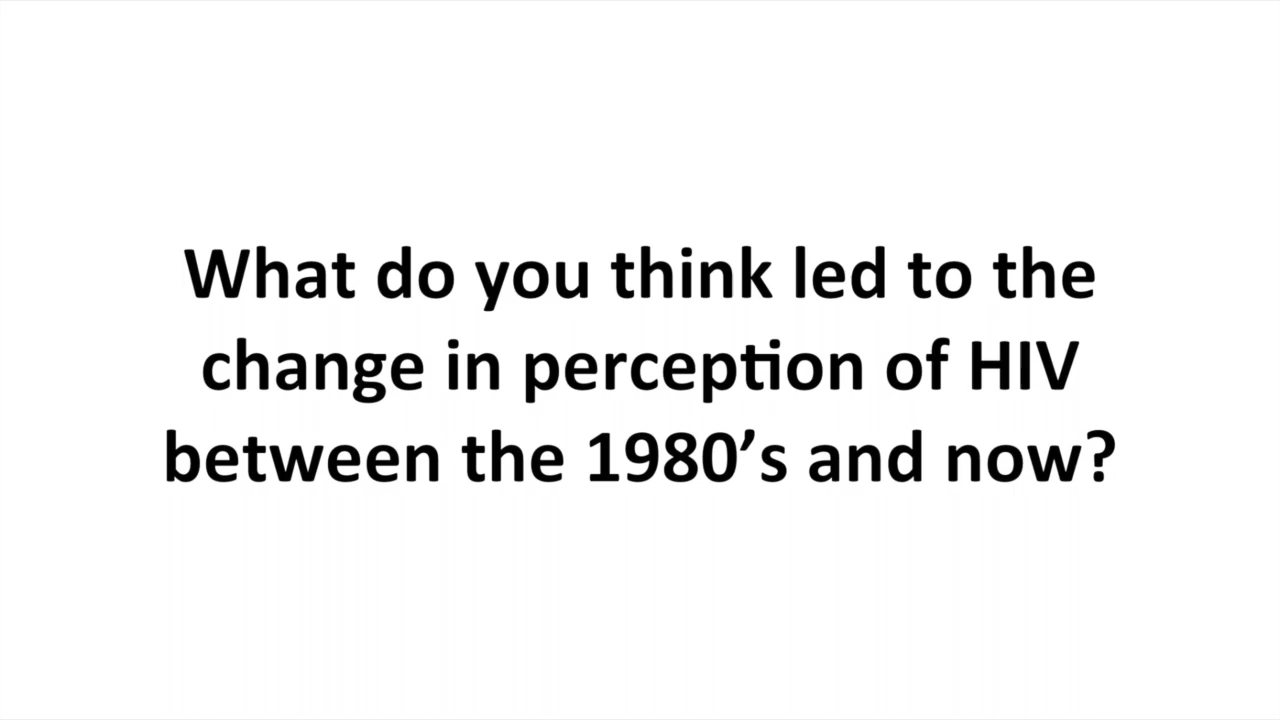 What do you think led to the
change in perception of HIV
between the 1980’s and now?